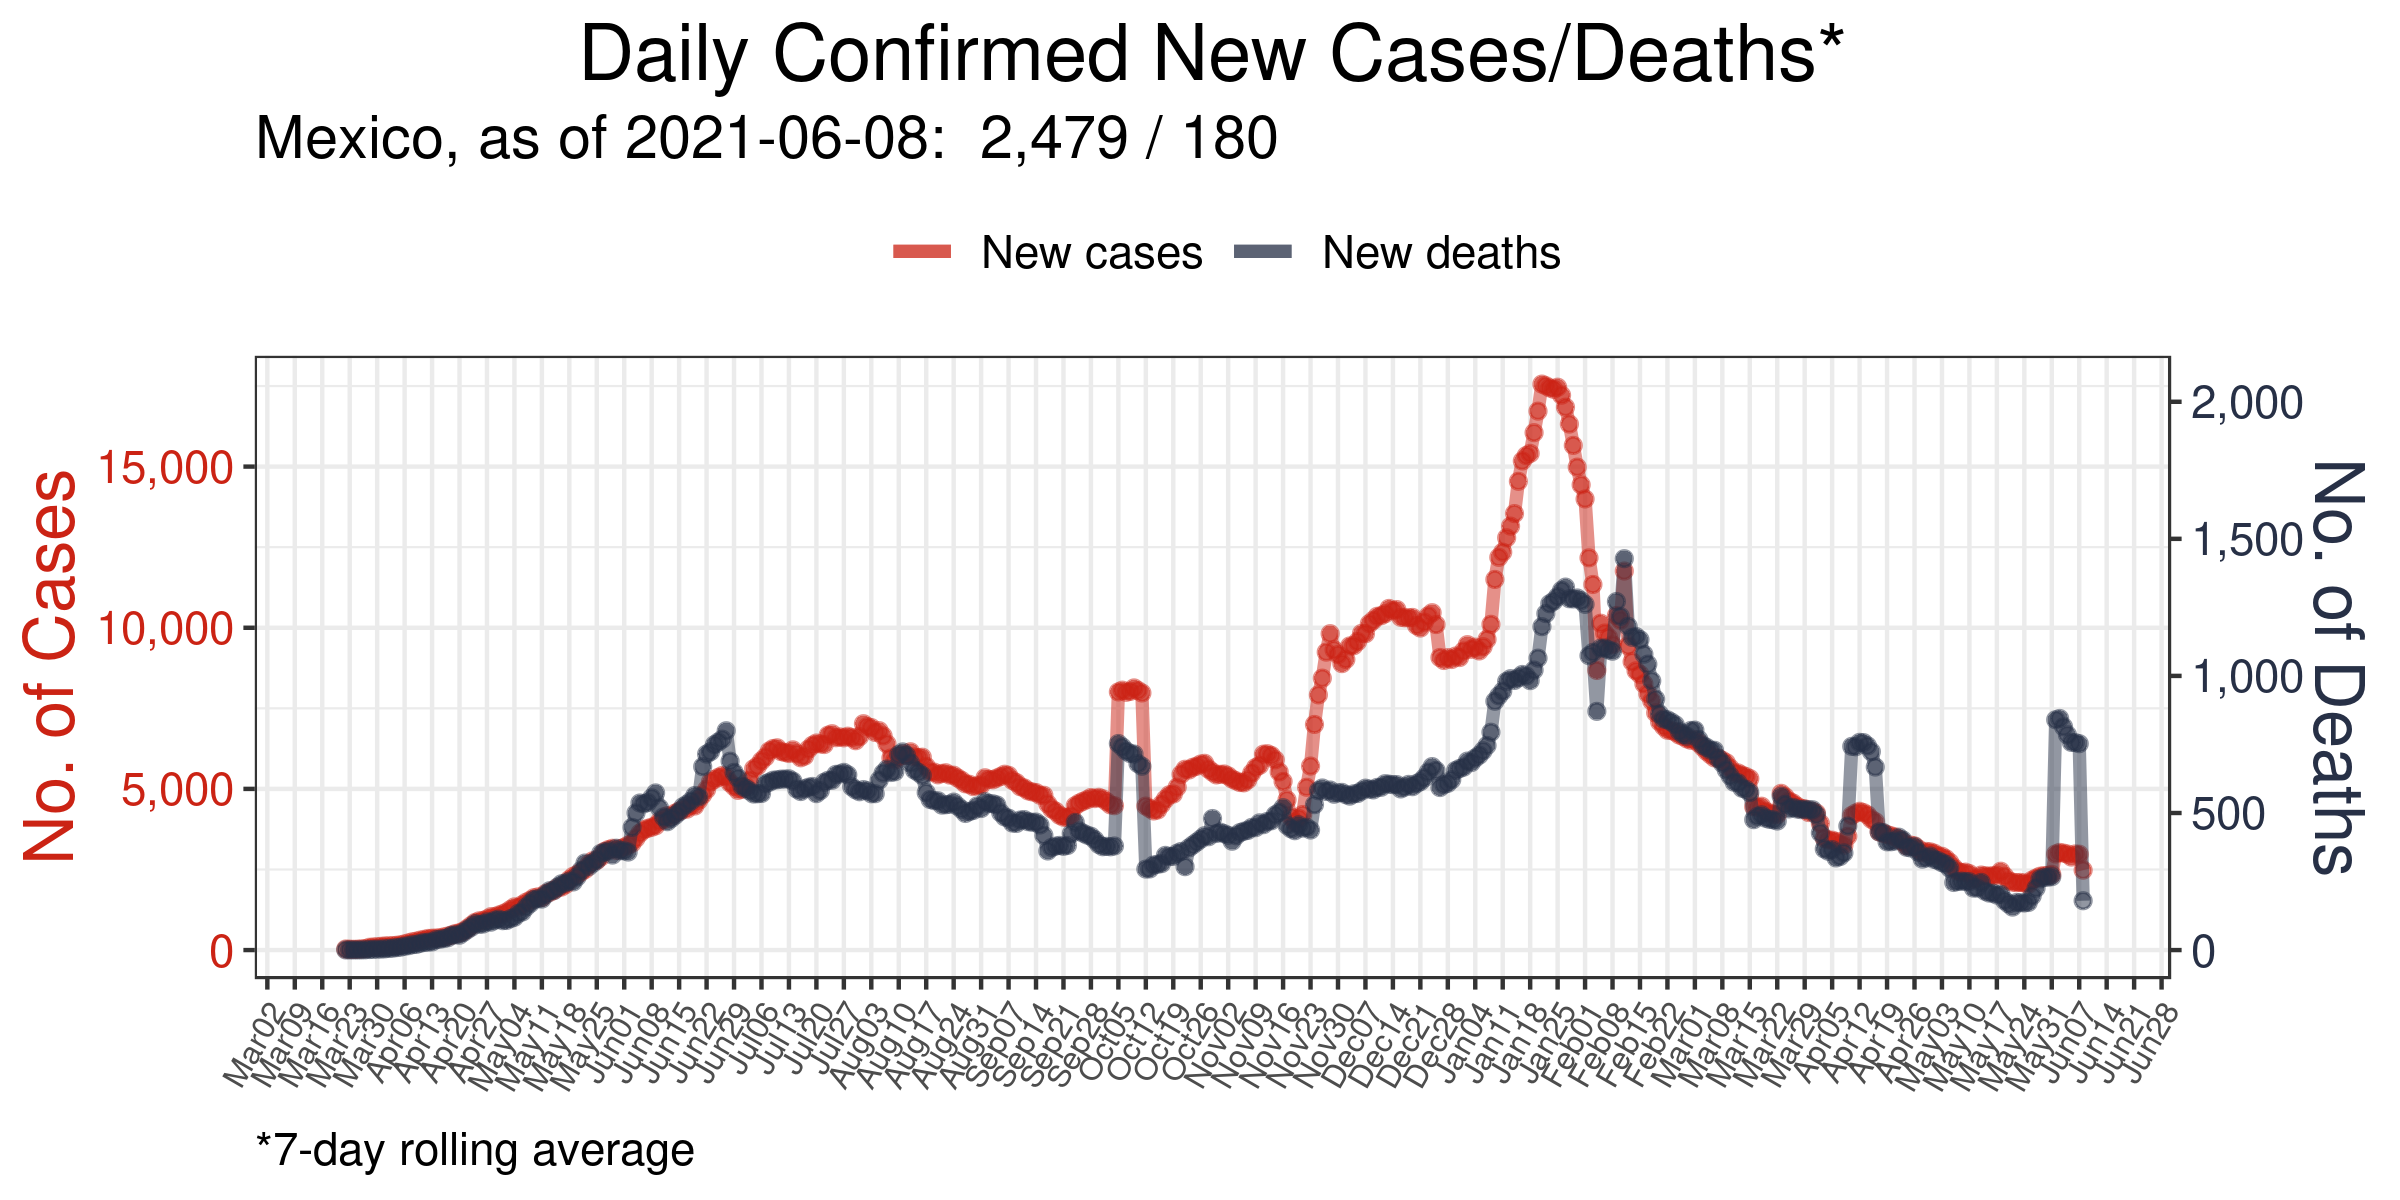 Daily Confirmed New Cases/Deaths*
Mexico, as of 2021-06-08:  2,479 / 180
New cases
New deaths
No. of Cases
15,000
10,000
5,000
0
2,000
1,500
1,000
500
0
No. of Deaths
Mar02
Mar09
Mar16
Mar23
Mar30
Apr06
Apr13
Apr20
Apr27
May04
May11
May18
May25
Jun01
Jun08
Jun15
Jun22
Jun29
Jul06
Jul13
Jul20
Jul27
Aug03
Aug10
Aug17
Aug24
Aug31
Sep07
Sep14
Sep21
Sep28
Oct05
Oct12
Oct19
Oct26
Nov02
Nov09
Nov16
Nov23
Nov30
Dec07
Dec14
Dec21
Dec28
Jan04
Jan11
Jan18
Jan25
Feb01
Feb08
Feb15
Feb22
Mar01
Mar08
Mar15
Mar22
Mar29
Apr05
Apr12
Apr19
Apr26
May03
May10
May17
May24
May31
Jun07
Jun14
Jun21
Jun28
*7-day rolling average